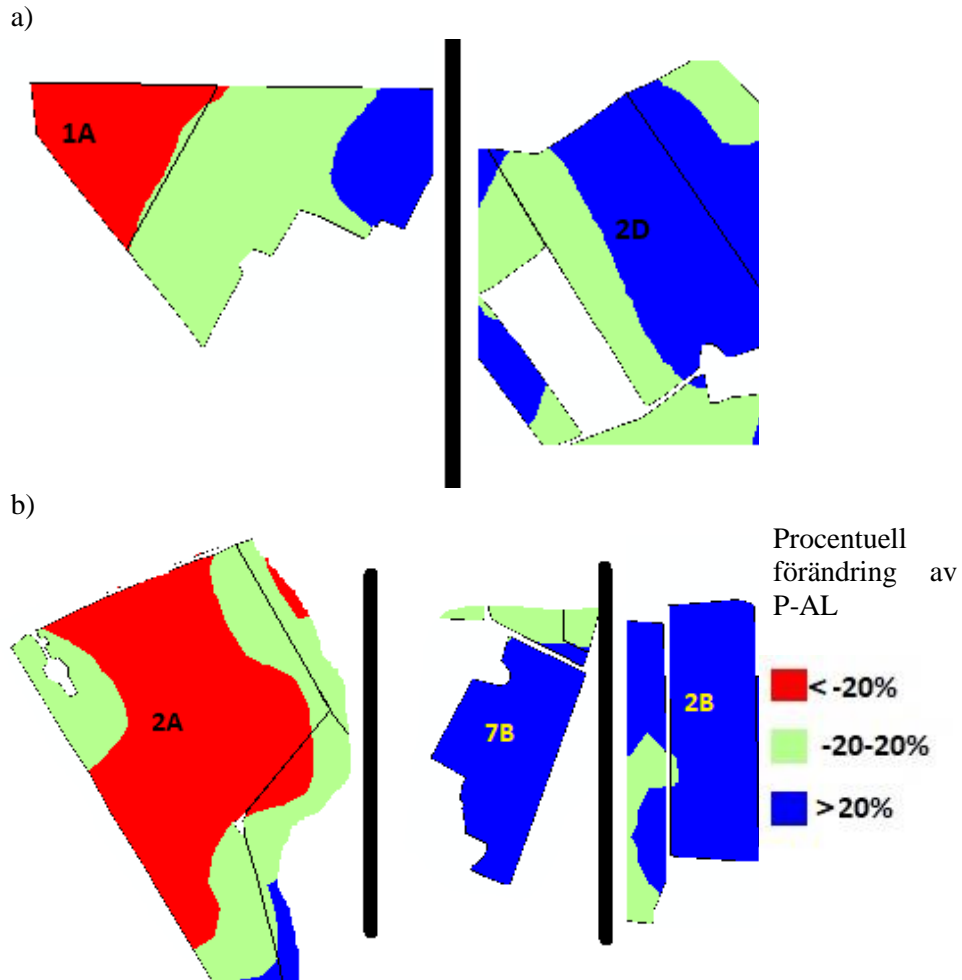 a)
1A
2D
b)
2A
7B
2B
Procentuell
förändring av
P-AL
< -20%
-20-20%
>20%